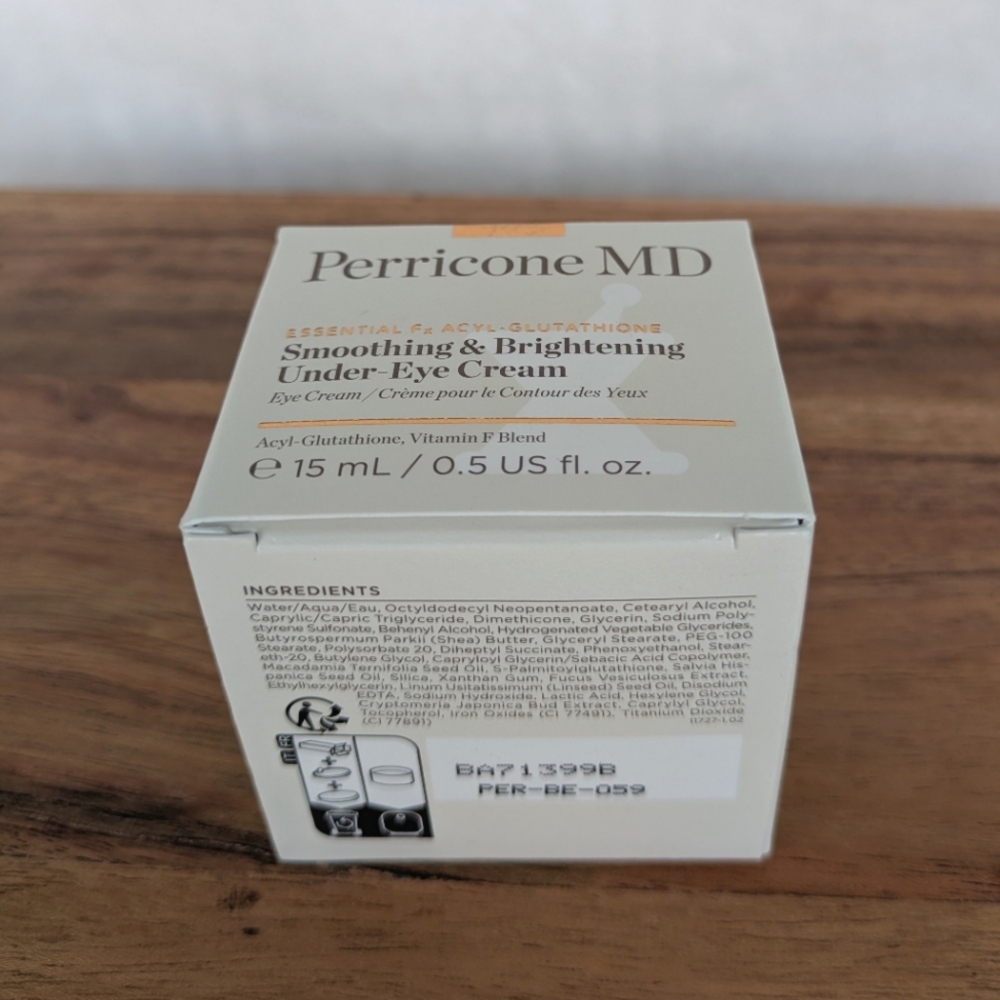 Perricone MD
ESSENTIAL Fx ACYL-GLUTATHIONE
Smoothing & Brightening
Under-Eye Cream
Eye Cream / Crème pour le Contour des Yeux
Acyl-Glutathione, Vitamin F Blend
℮ 15 mL / 0.5 US fl. oz.
INGREDIENTS
Water/Aqua/Eau, Octyldodecyl Neopentanoate, Cetearyl Alcohol,
Caprylic/Capric Triglyceride, Dimethicone, Glycerin, Sodium Poly-
styrene Sulfonate, Behenyl Alcohol, Hydrogenated Vegetable Glycerides,
Butyrospermum Parkii (Shea) Butter, Glyceryl Stearate, PEG-100
Stearate, Polysorbate 20, Diheptyl Succinate, Phenoxyethanol, Stear-
eth-20, Butylene Glycol, Capryloyl Glycerin/Sebacic Acid Copolymer,
Macadamia Ternifolia Seed Oil, S-Palmitoylglutathione, Salvia His-
panica Seed Oil, Silica, Xanthan Gum, Fucus Vesiculosus Extract,
Ethylhexylglycerin, Linum Usitatissimum (Linseed) Seed Oil, Disodium
EDTA, Sodium Hydroxide, Lactic Acid, Hexylene Glycol,
Cryptomeria Japonica Bud Extract, Caprylyl Glycol,
Tocopherol, Iron Oxides (CI 77491), Titanium Dioxide
(CI 77891)
11727-1.02
FR
BA71399B
PER-BE-059